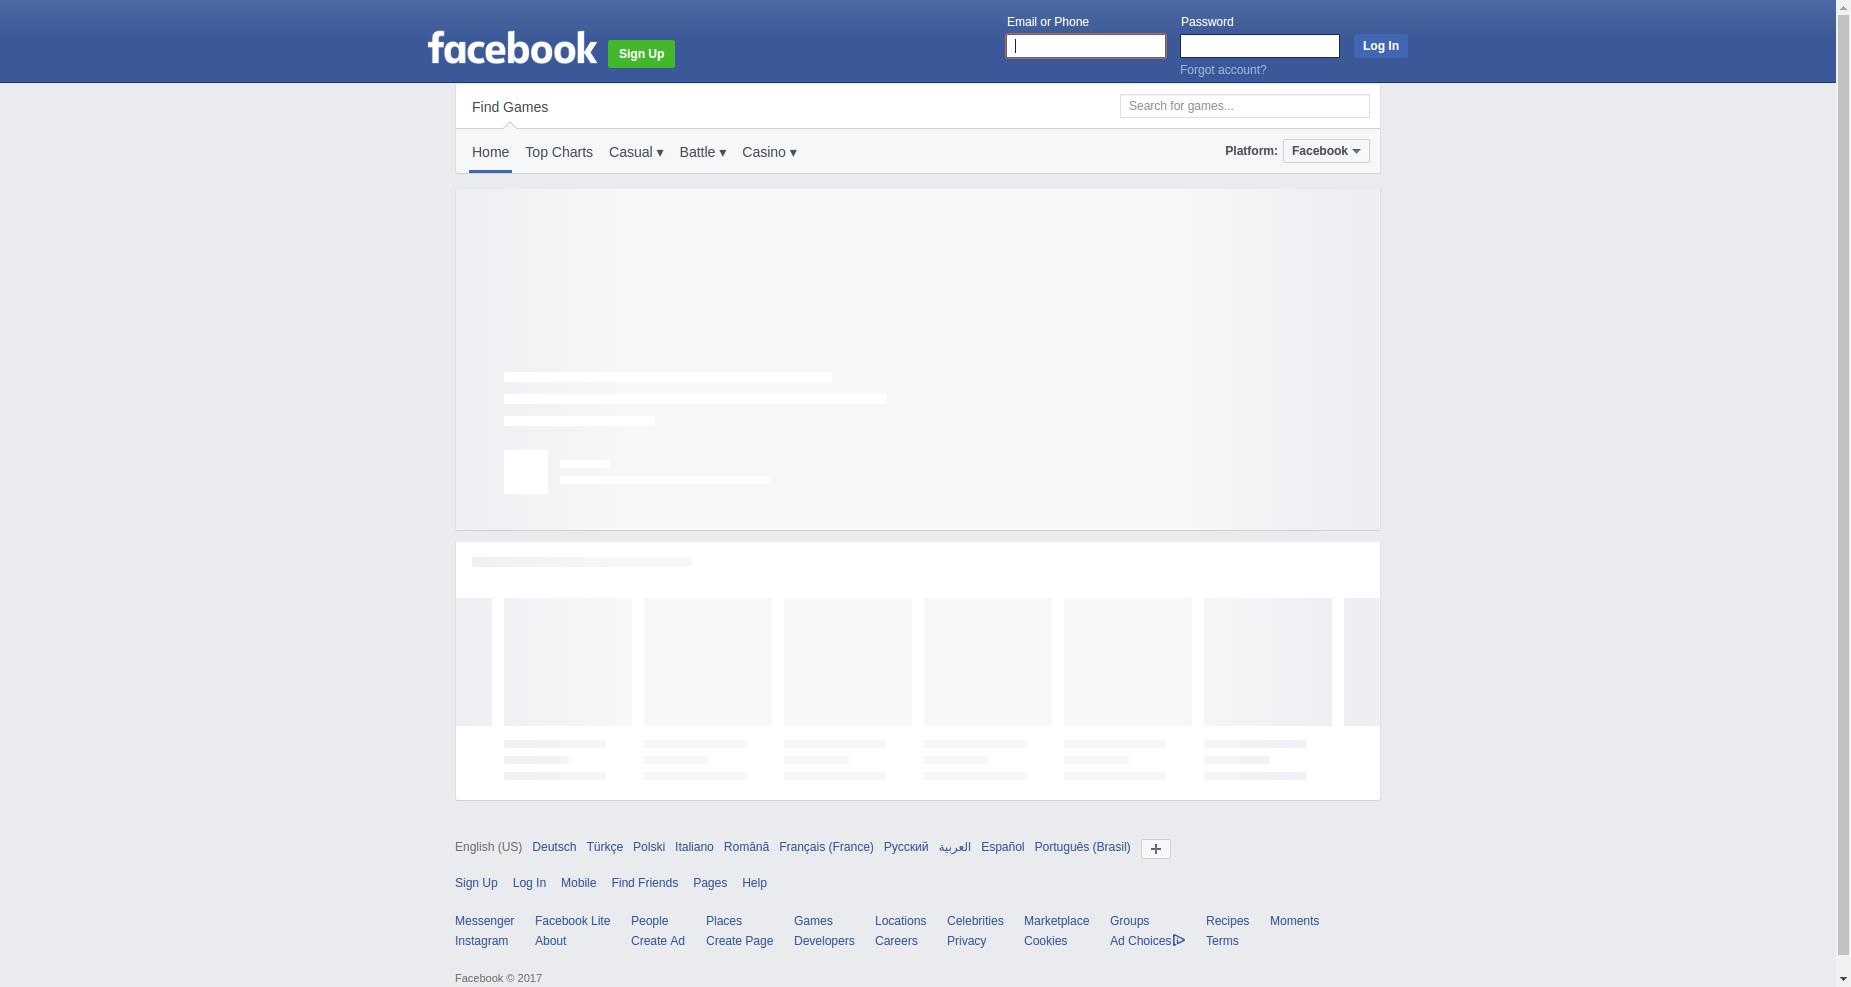 Email or Phone Password
facebook Sign Up Log In
Forgot account?
Find Games Search for games...
Home Top Charts Casual ▾ Battle ▾ Casino ▾ Platform: Facebook
English (US) Deutsch Türkçe Polski Italiano Română Français (France) Русский العربية Español Português (Brasil)
Sign Up Log In Mobile Find Friends Pages Help
Messenger Facebook Lite People Places Games Locations Celebrities Marketplace Groups Recipes Moments
Instagram About Create Ad Create Page Developers Careers Privacy Cookies Ad Choices Terms
Facebook © 2017